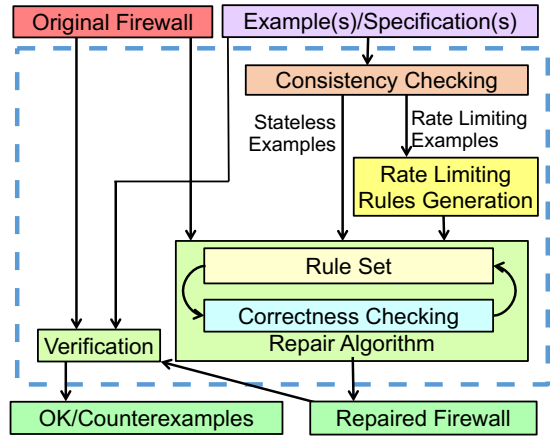 Original Firewall
Example(s)/Specification(s)
Consistency Checking
Stateless
Examples
Rate Limiting
Examples
Rate Limiting
Rules Generation
Rule Set
Correctness Checking
Repair Algorithm
Verification
OK/Counterexamples
Repaired Firewall